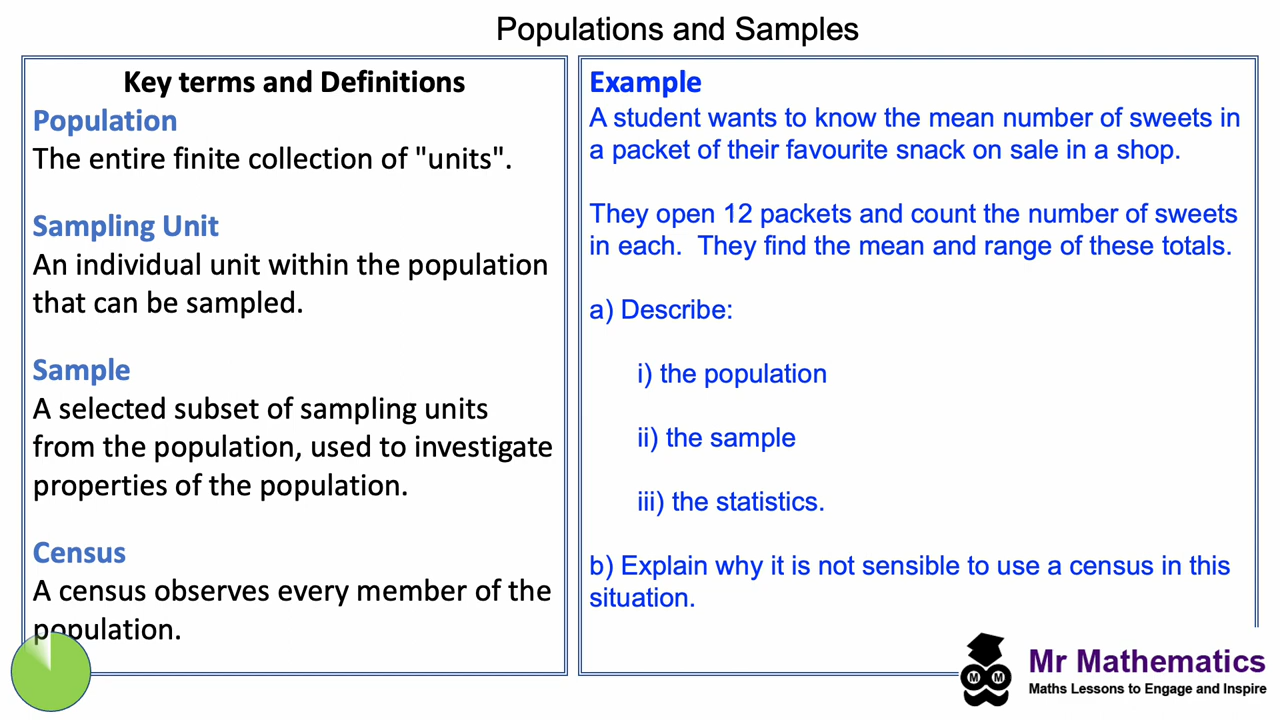 Populations and Samples
Key terms and Definitions
Population
The entire finite collection of "units".
Sampling Unit
An individual unit within the population
that can be sampled.
Sample
A selected subset of sampling units
from the population, used to investigate
properties of the population.
Census
A census observes every member of the
population.
Example
A student wants to know the mean number of sweets in
a packet of their favourite snack on sale in a shop.
They open 12 packets and count the number of sweets
in each. They find the mean and range of these totals.
a) Describe:
i) the population
ii) the sample
iii) the statistics.
b) Explain why it is not sensible to use a census in this
situation.
M M
Mr Mathematics
Maths Lessons to Engage and Inspire